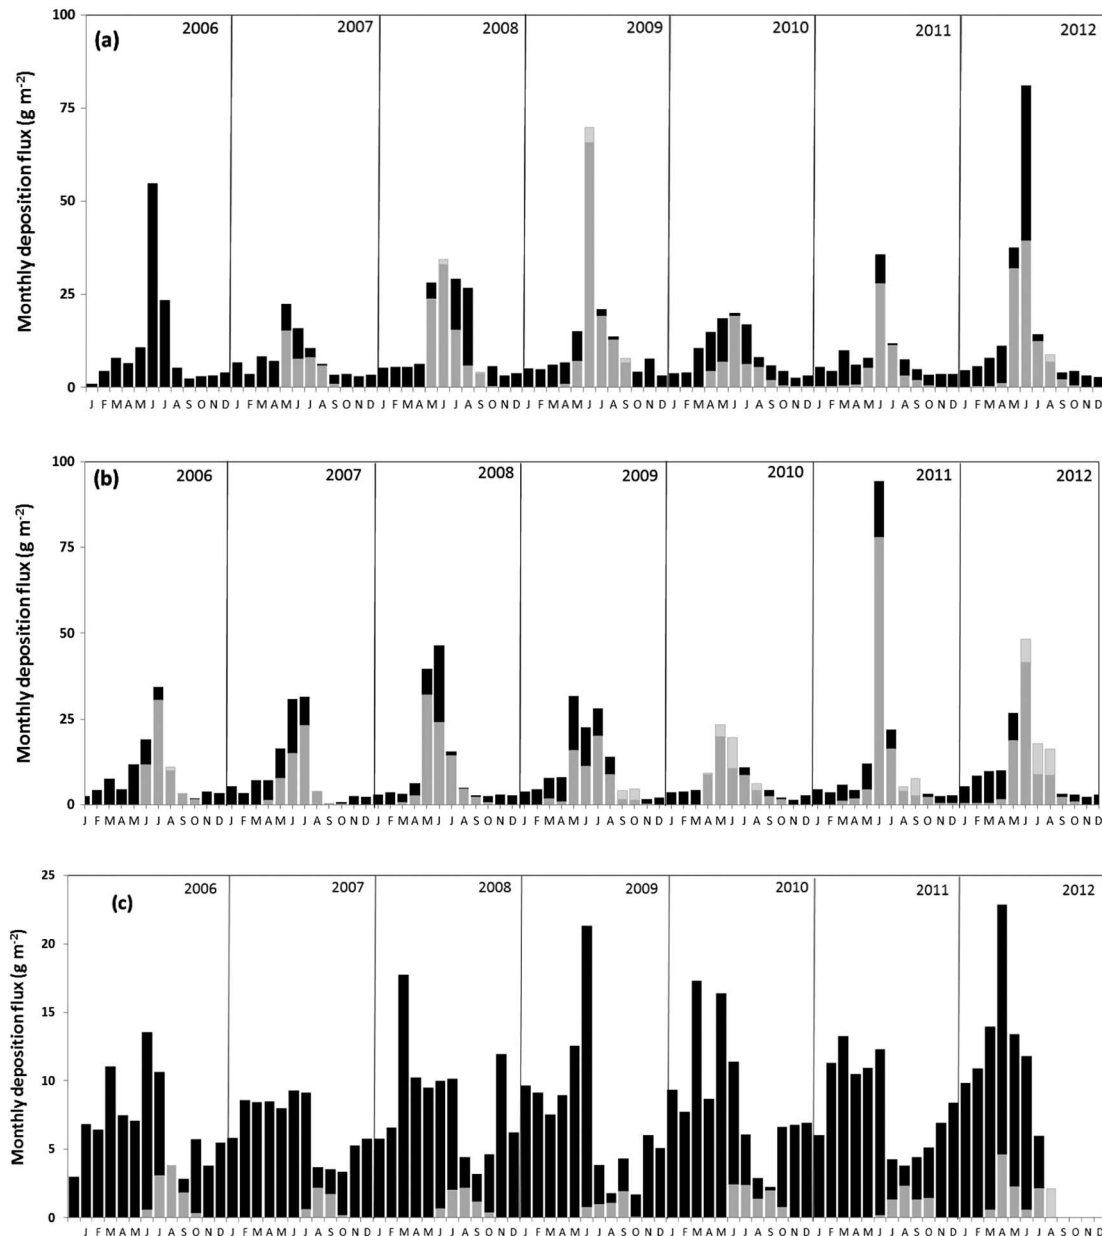 (a)
2006 2007 2008 2009 2010 2011 2012
Monthly deposition flux (g m⁻²)
100
75
50
25
0
J F M A M J J A S O N D J F M A M J J A S O N D J F M A M J J A S O N D J F M A M J J A S O N D J F M A M J J A S O N D J F M A M J J A S O N D J F M A M J J A S O N D
(b)
2006 2007 2008 2009 2010 2011 2012
Monthly deposition flux (g m⁻²)
100
75
50
25
0
J F M A M J J A S O N D J F M A M J J A S O N D J F M A M J J A S O N D J F M A M J J A S O N D J F M A M J J A S O N D J F M A M J J A S O N D J F M A M J J A S O N D
(c)
2006 2007 2008 2009 2010 2011 2012
Monthly deposition flux (g m⁻²)
25
20
15
10
5
0
J F M A M J J A S O N D J F M A M J J A S O N D J F M A M J J A S O N D J F M A M J J A S O N D J F M A M J J A S O N D J F M A M J J A S O N D J F M A M J J A S O N D